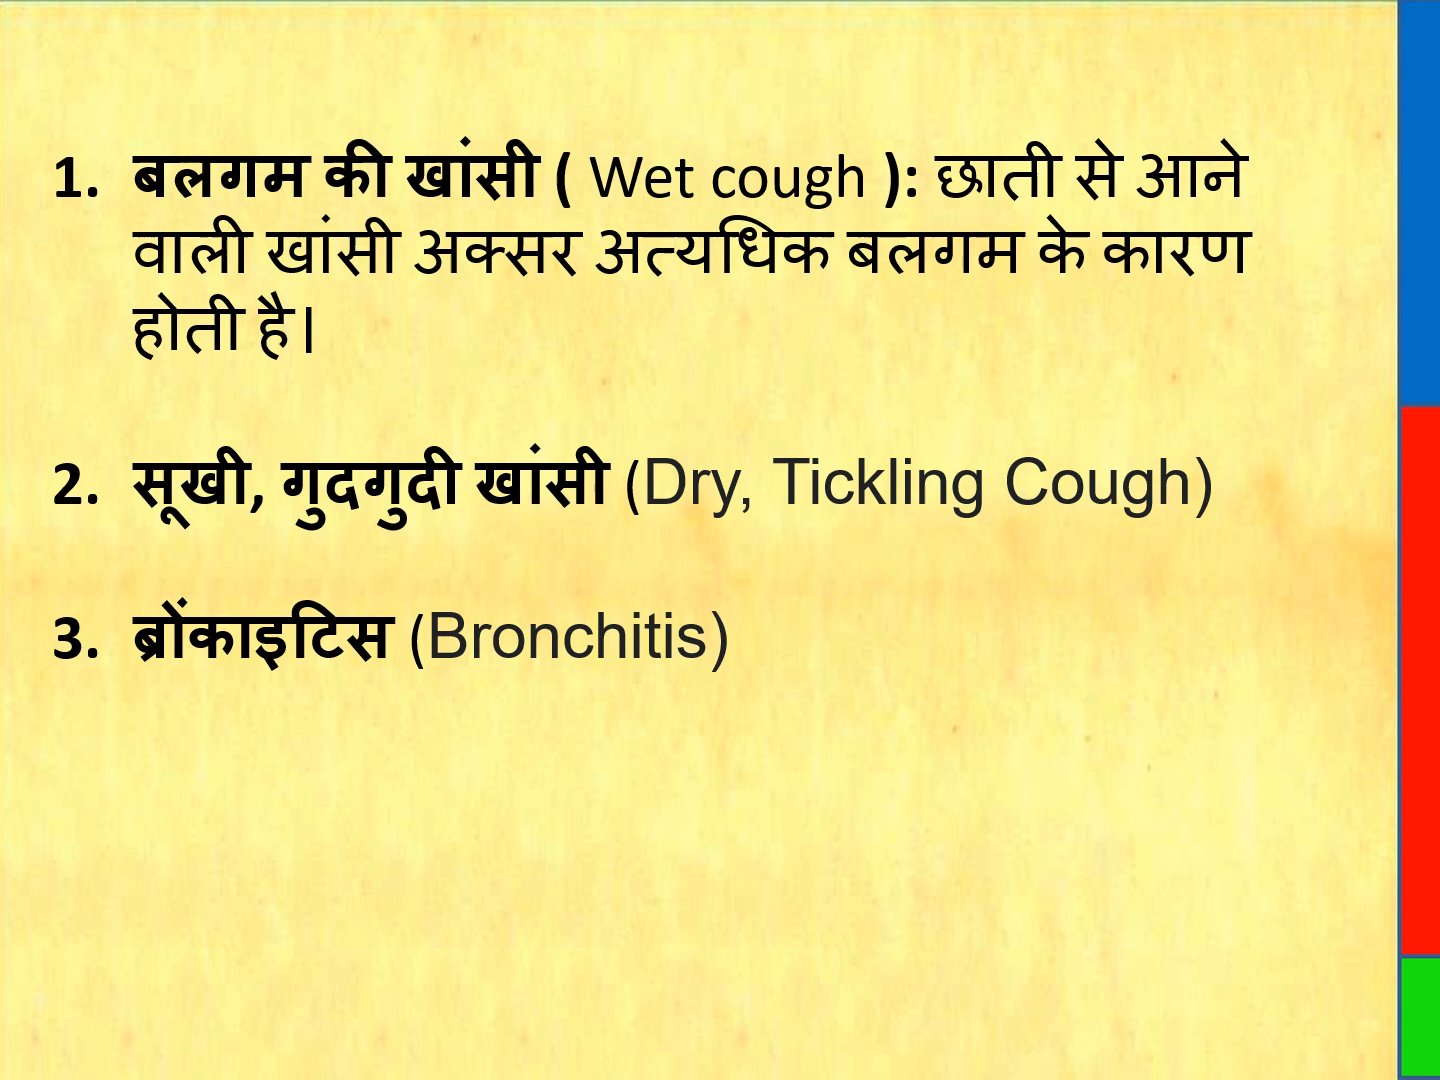 1. बलगम की खांसी ( Wet cough ): छाती से आने
वाली खांसी अक्सर अत्यधिक बलगम के कारण
होती है।
2. सूखी, गुदगुदी खांसी (Dry, Tickling Cough)
3. ब्रोंकाइटिस (Bronchitis)